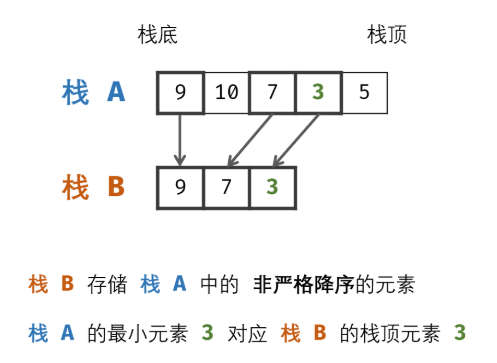 栈底 栈顶
栈 A 9 10 7 3 5
栈 B 9 7 3
栈 B 存储 栈 A 中的 非严格降序的元素
栈 A 的最小元素 3 对应 栈 B 的栈顶元素 3